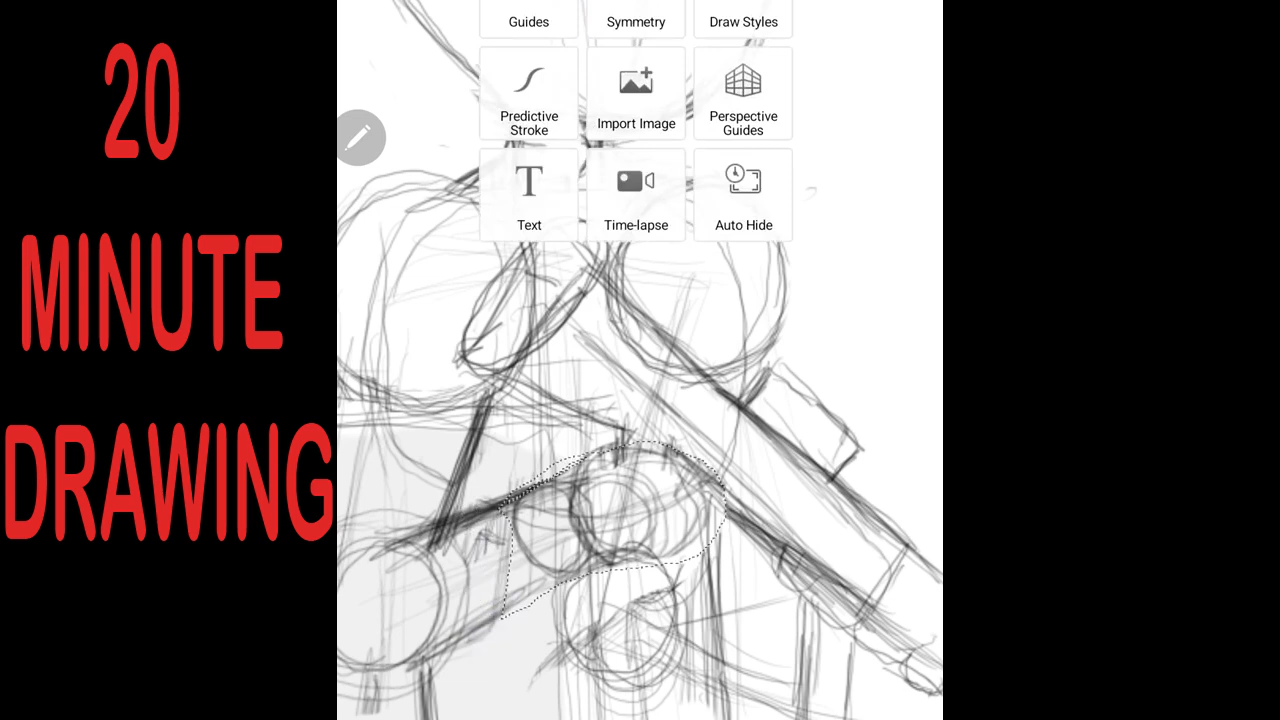 20
MINUTE
DRAWING
Guides
Symmetry
Draw Styles
Predictive
Stroke
Import Image
Perspective
Guides
Text
Time-lapse
Auto Hide